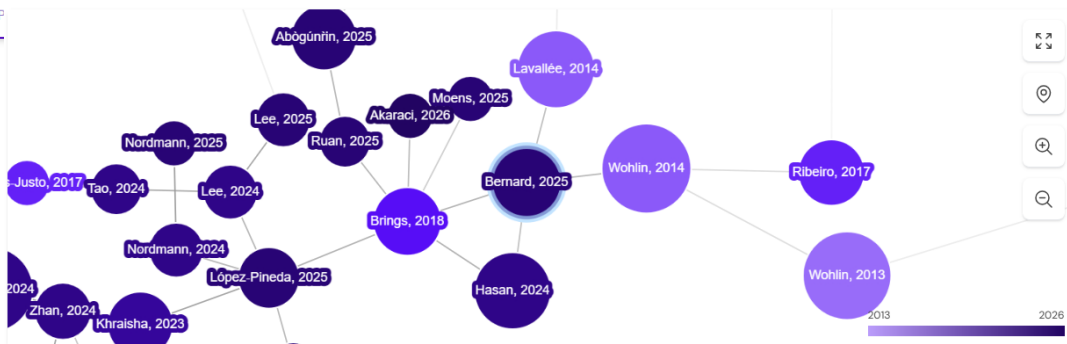 Abògúnrìn, 2025
Lavallée, 2014
Moens, 2025
Akaraci, 2026
Lee, 2025
Ruan, 2025
Nordmann, 2025
Wohlin, 2014
Ribeiro, 2017
Bernard, 2025
s-Justo, 2017
Tao, 2024
Lee, 2024
Brings, 2018
Nordmann, 2024
López-Pineda, 2025
Wohlin, 2013
Hasan, 2024
2024
Zhan, 2024
Khraisha, 2023
2013
2026